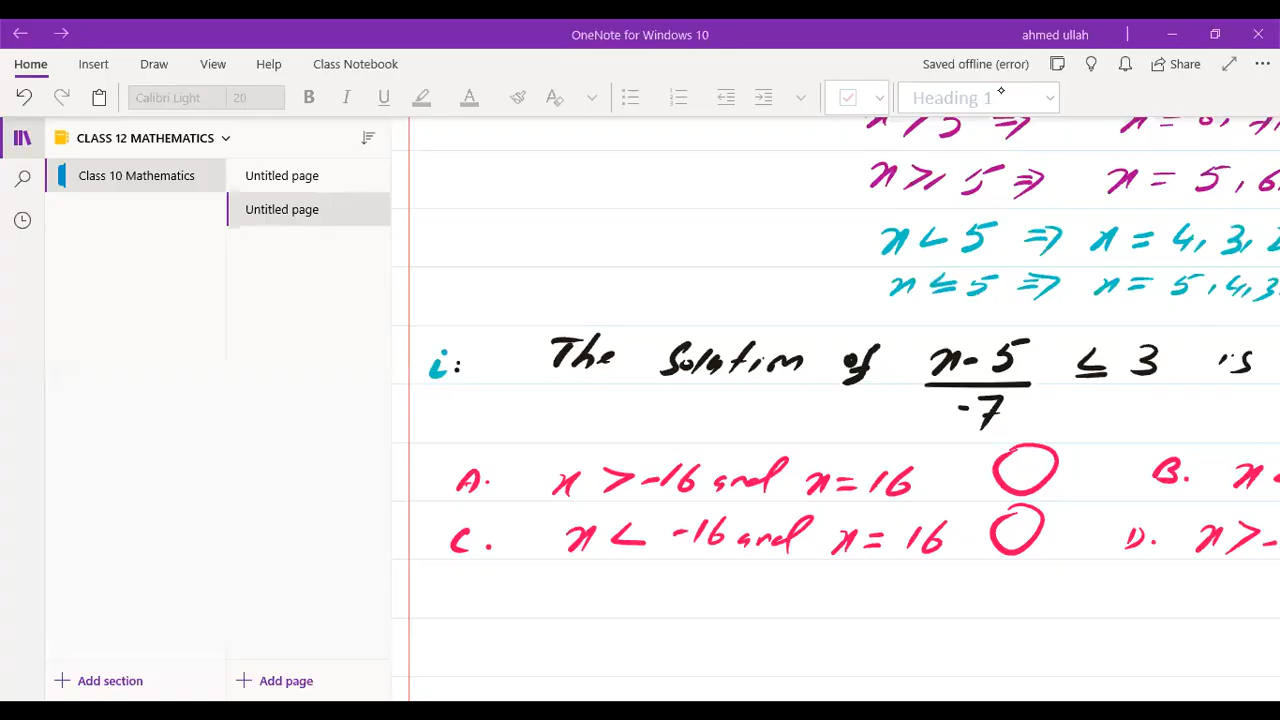 OneNote for Windows 10
ahmed ullah
Home Insert Draw View Help Class Notebook
Saved offline (error) Share
Calibri Light 20 B I U A Heading 1
CLASS 12 MATHEMATICS
Class 10 Mathematics
Untitled page
Untitled page
x ⩾ 5 ⇒ x = 5, 6
x < 5 ⇒ x = 4, 3,
x ≤ 5 ⇒ x = 5, 4, 3
i: The Solution of x - 5 ≤ 3 is
-7
A. x > -16 and x = 16 B. x
C. x < -16 and x = 16 D. x > -
Add section Add page